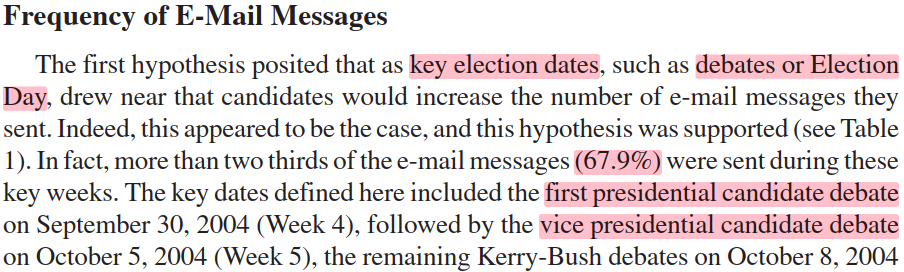 Frequency of E-Mail Messages
The first hypothesis posited that as key election dates, such as debates or Election
Day, drew near that candidates would increase the number of e-mail messages they
sent. Indeed, this appeared to be the case, and this hypothesis was supported (see Table
1). In fact, more than two thirds of the e-mail messages (67.9%) were sent during these
key weeks. The key dates defined here included the first presidential candidate debate
on September 30, 2004 (Week 4), followed by the vice presidential candidate debate
on October 5, 2004 (Week 5), the remaining Kerry-Bush debates on October 8, 2004